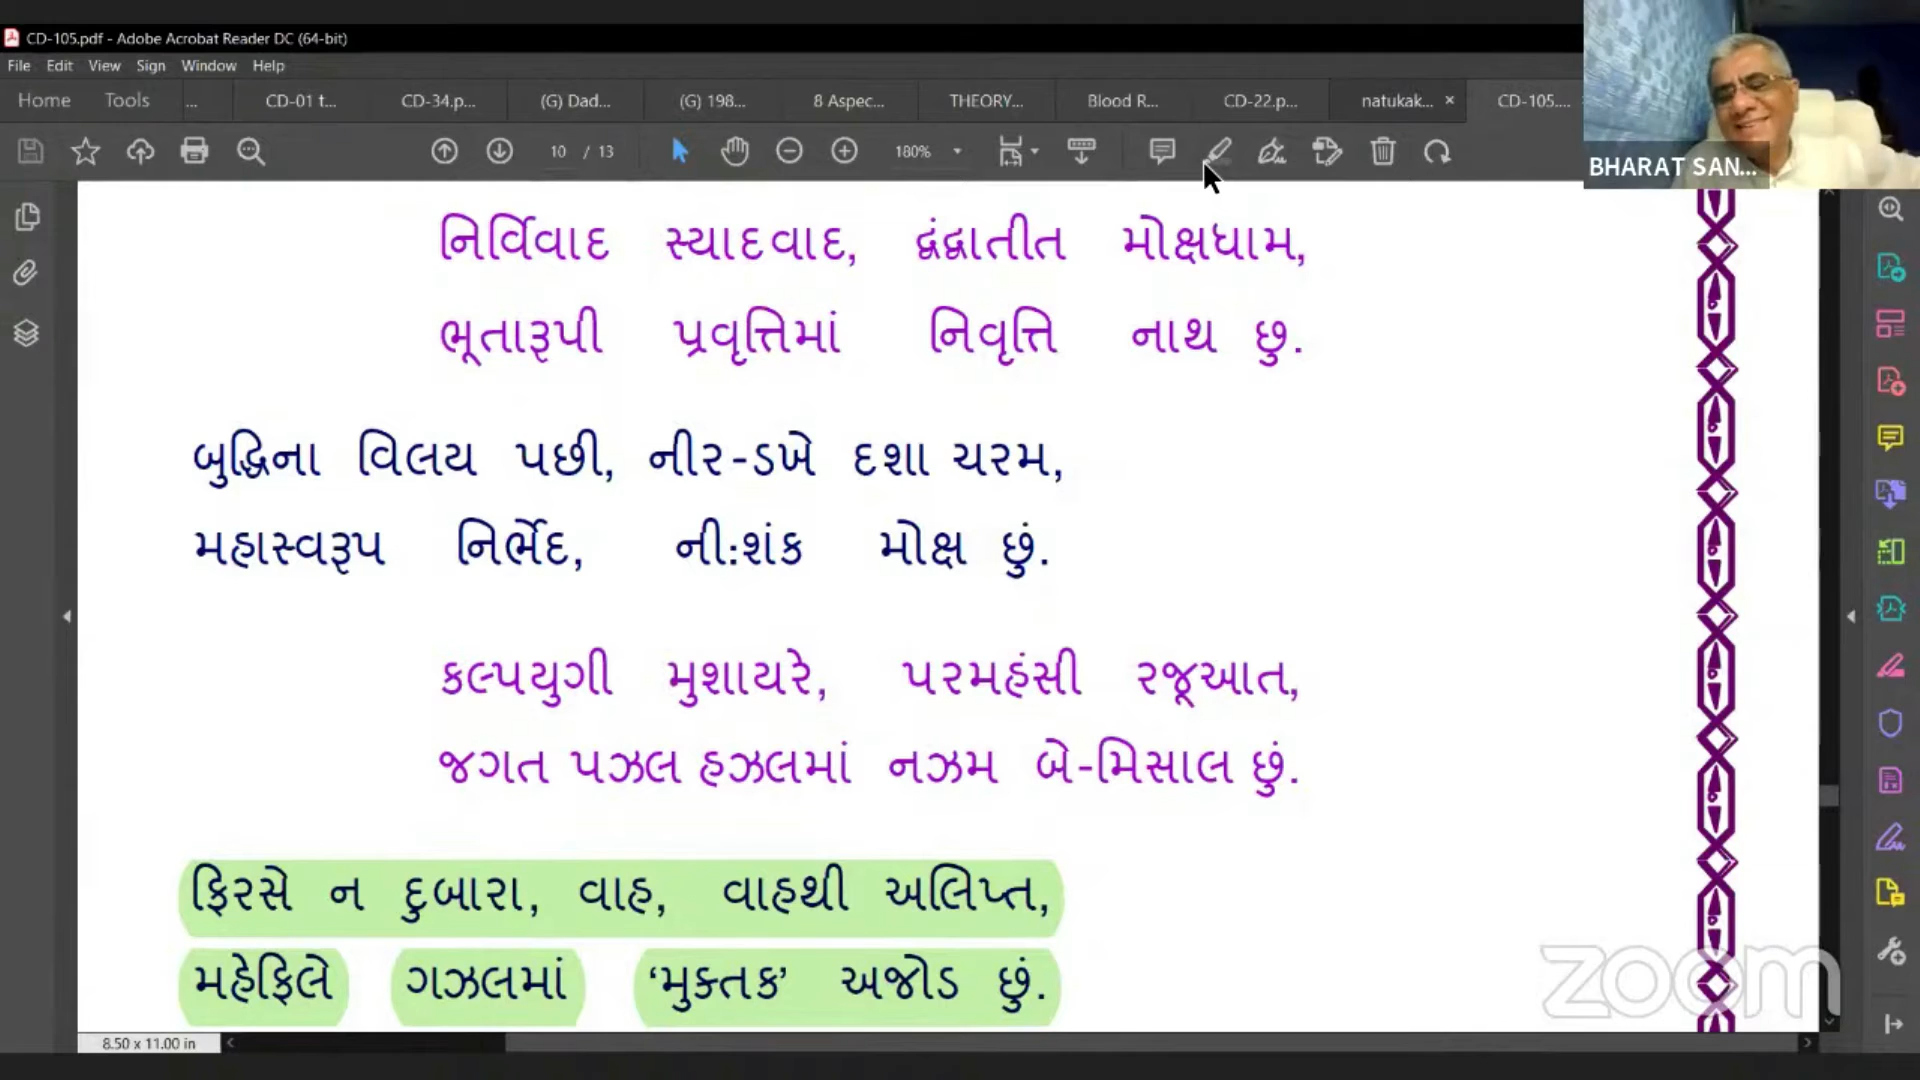 CD-105.pdf - Adobe Acrobat Reader DC (64-bit)
File Edit View Sign Window Help
Home Tools ... CD-01 t... CD-34.p... (G) Dad... (G) 198... 8 Aspec... THEORY... Blood R... CD-22.p... natukak... × CD-105....
10 / 13 180%
BHARAT SAN...
નિર્વિવાદ સ્યાદવાદ, દ્વંદ્વાતીત મોક્ષધામ,
ભૂતારૂપી પ્રવૃત્તિમાં નિવૃત્તિ નાથ છુ.
બુદ્ધિના વિલય પછી, નીર-ડખે દશા ચરમ,
મહાસ્વરૂપ નિર્ભેદ, ની:શંક મોક્ષ છું.
કલ્પયુગી મુશાયરે, પરમહંસી રજૂઆત,
જગત પઝલ હઝલમાં નઝમ બે-મિસાલ છું.
ફિરસે ન દુબારા, વાહ, વાહથી અલિપ્ત,
મહેફિલે ગઝલમાં ‘મુક્તક’ અજોડ છું.
zoom
8.50 x 11.00 in